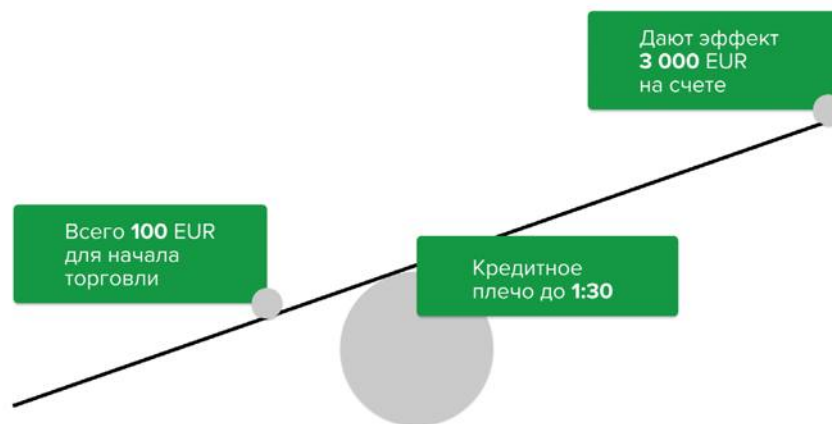 Дают эффект
3 000 EUR
на счете
Всего 100 EUR
для начала
торговли
Кредитное
плечо до 1:30